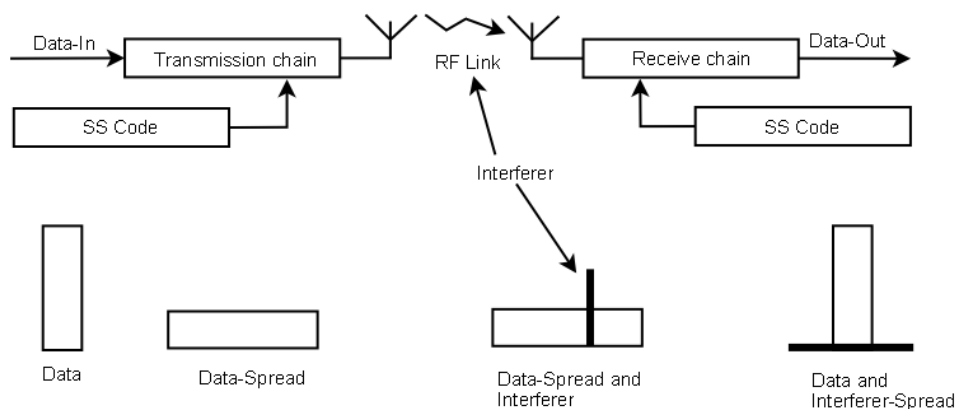 Data-In
Transmission chain
RF Link
Receive chain
Data-Out
SS Code
SS Code
Interferer
Data
Data-Spread
Data-Spread and
Interferer
Data and
Interferer-Spread